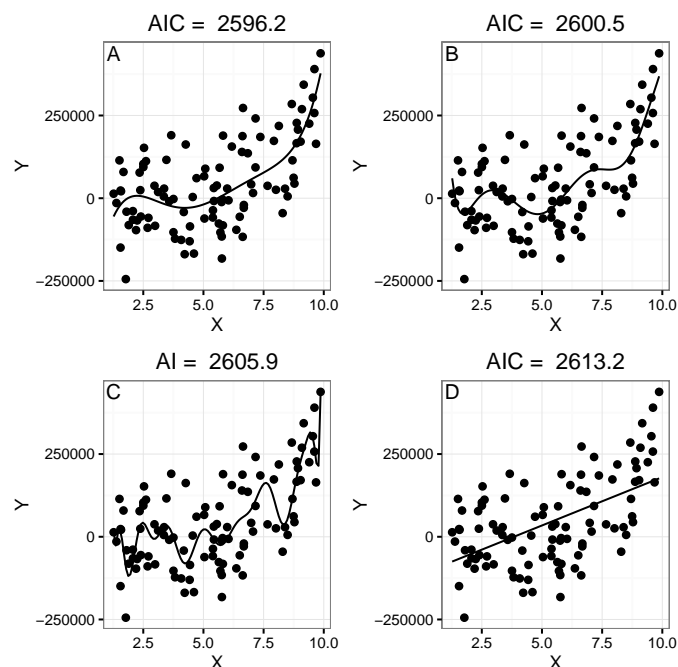 AIC = 2596.2
A
Y
250000
0
−250000
2.5 5.0 7.5 10.0
X
AIC = 2600.5
B
Y
250000
0
−250000
2.5 5.0 7.5 10.0
X
AI = 2605.9
C
Y
250000
0
−250000
2.5 5.0 7.5 10.0
X
AIC = 2613.2
D
Y
250000
0
−250000
2.5 5.0 7.5 10.0
X